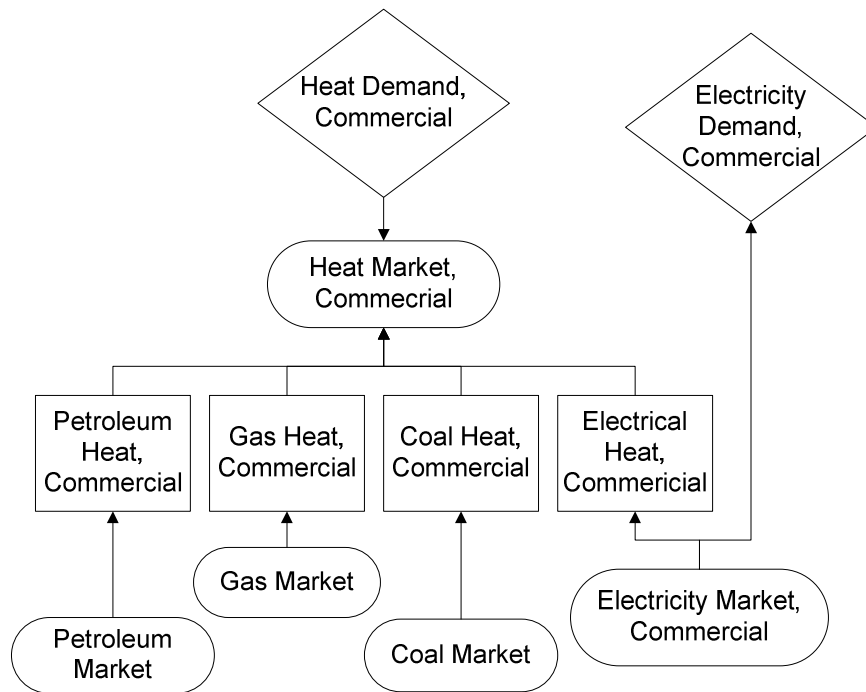 Heat Demand,
Commercial
Electricity
Demand,
Commercial
Heat Market,
Commecrial
Petroleum
Heat,
Commercial
Gas Heat,
Commercial
Coal Heat,
Commercial
Electrical
Heat,
Commericial
Gas Market
Petroleum
Market
Coal Market
Electricity Market,
Commercial